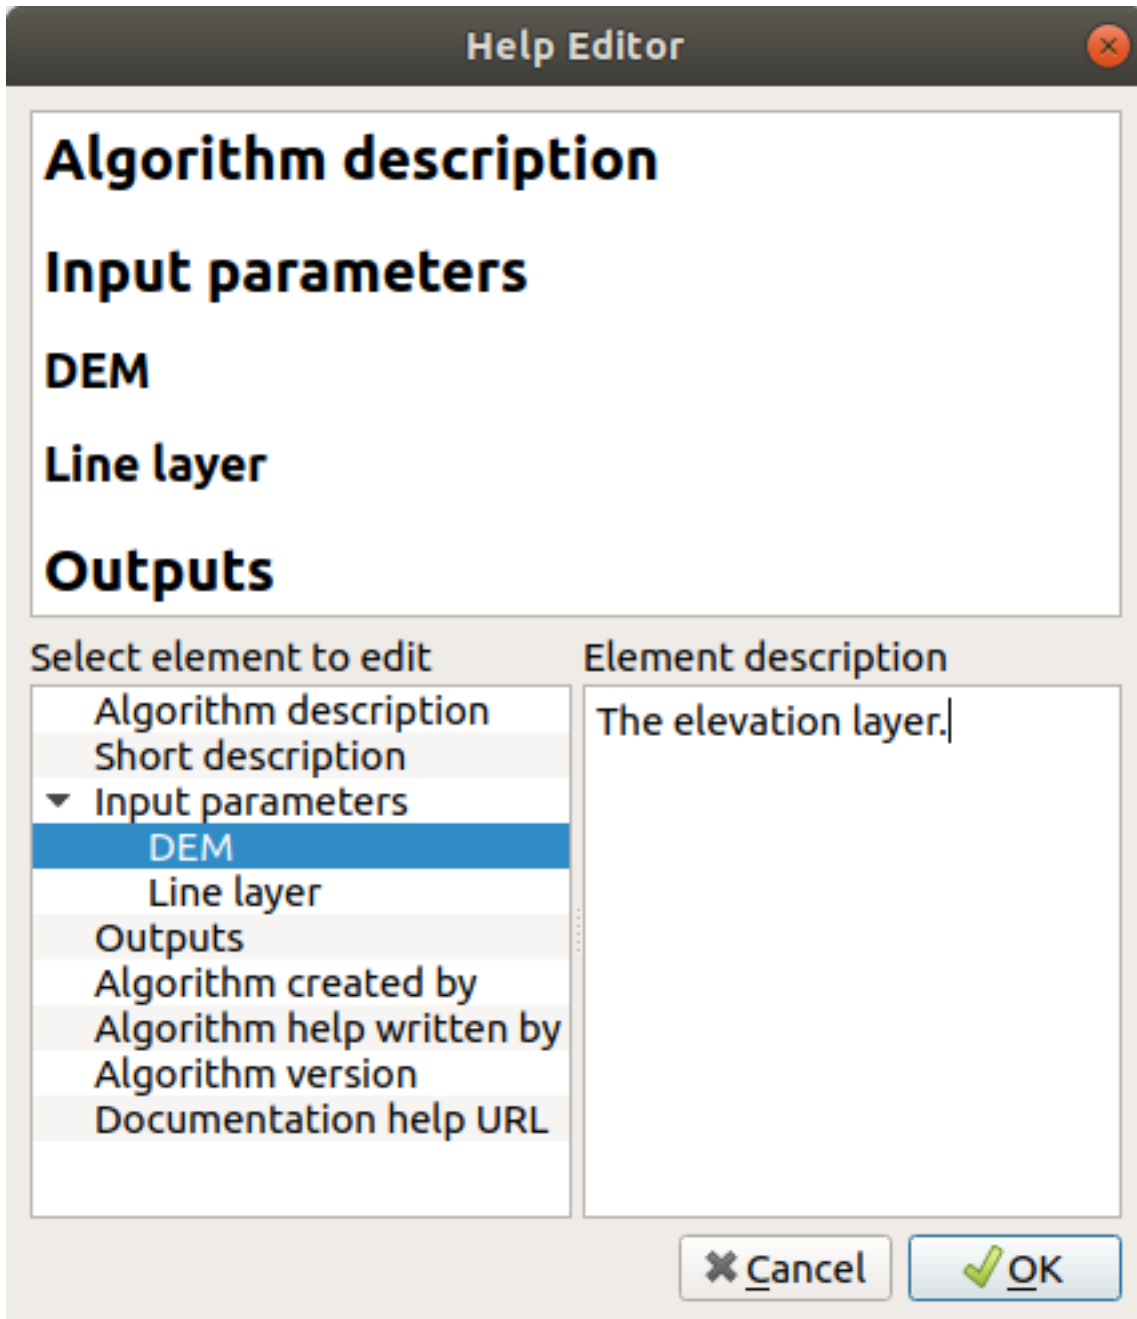 Help Editor
Algorithm description
Input parameters
DEM
Line layer
Outputs
Select element to edit
Algorithm description
Short description
Input parameters
DEM
Line layer
Outputs
Algorithm created by
Algorithm help written by
Algorithm version
Documentation help URL
Element description
The elevation layer.
Cancel
OK